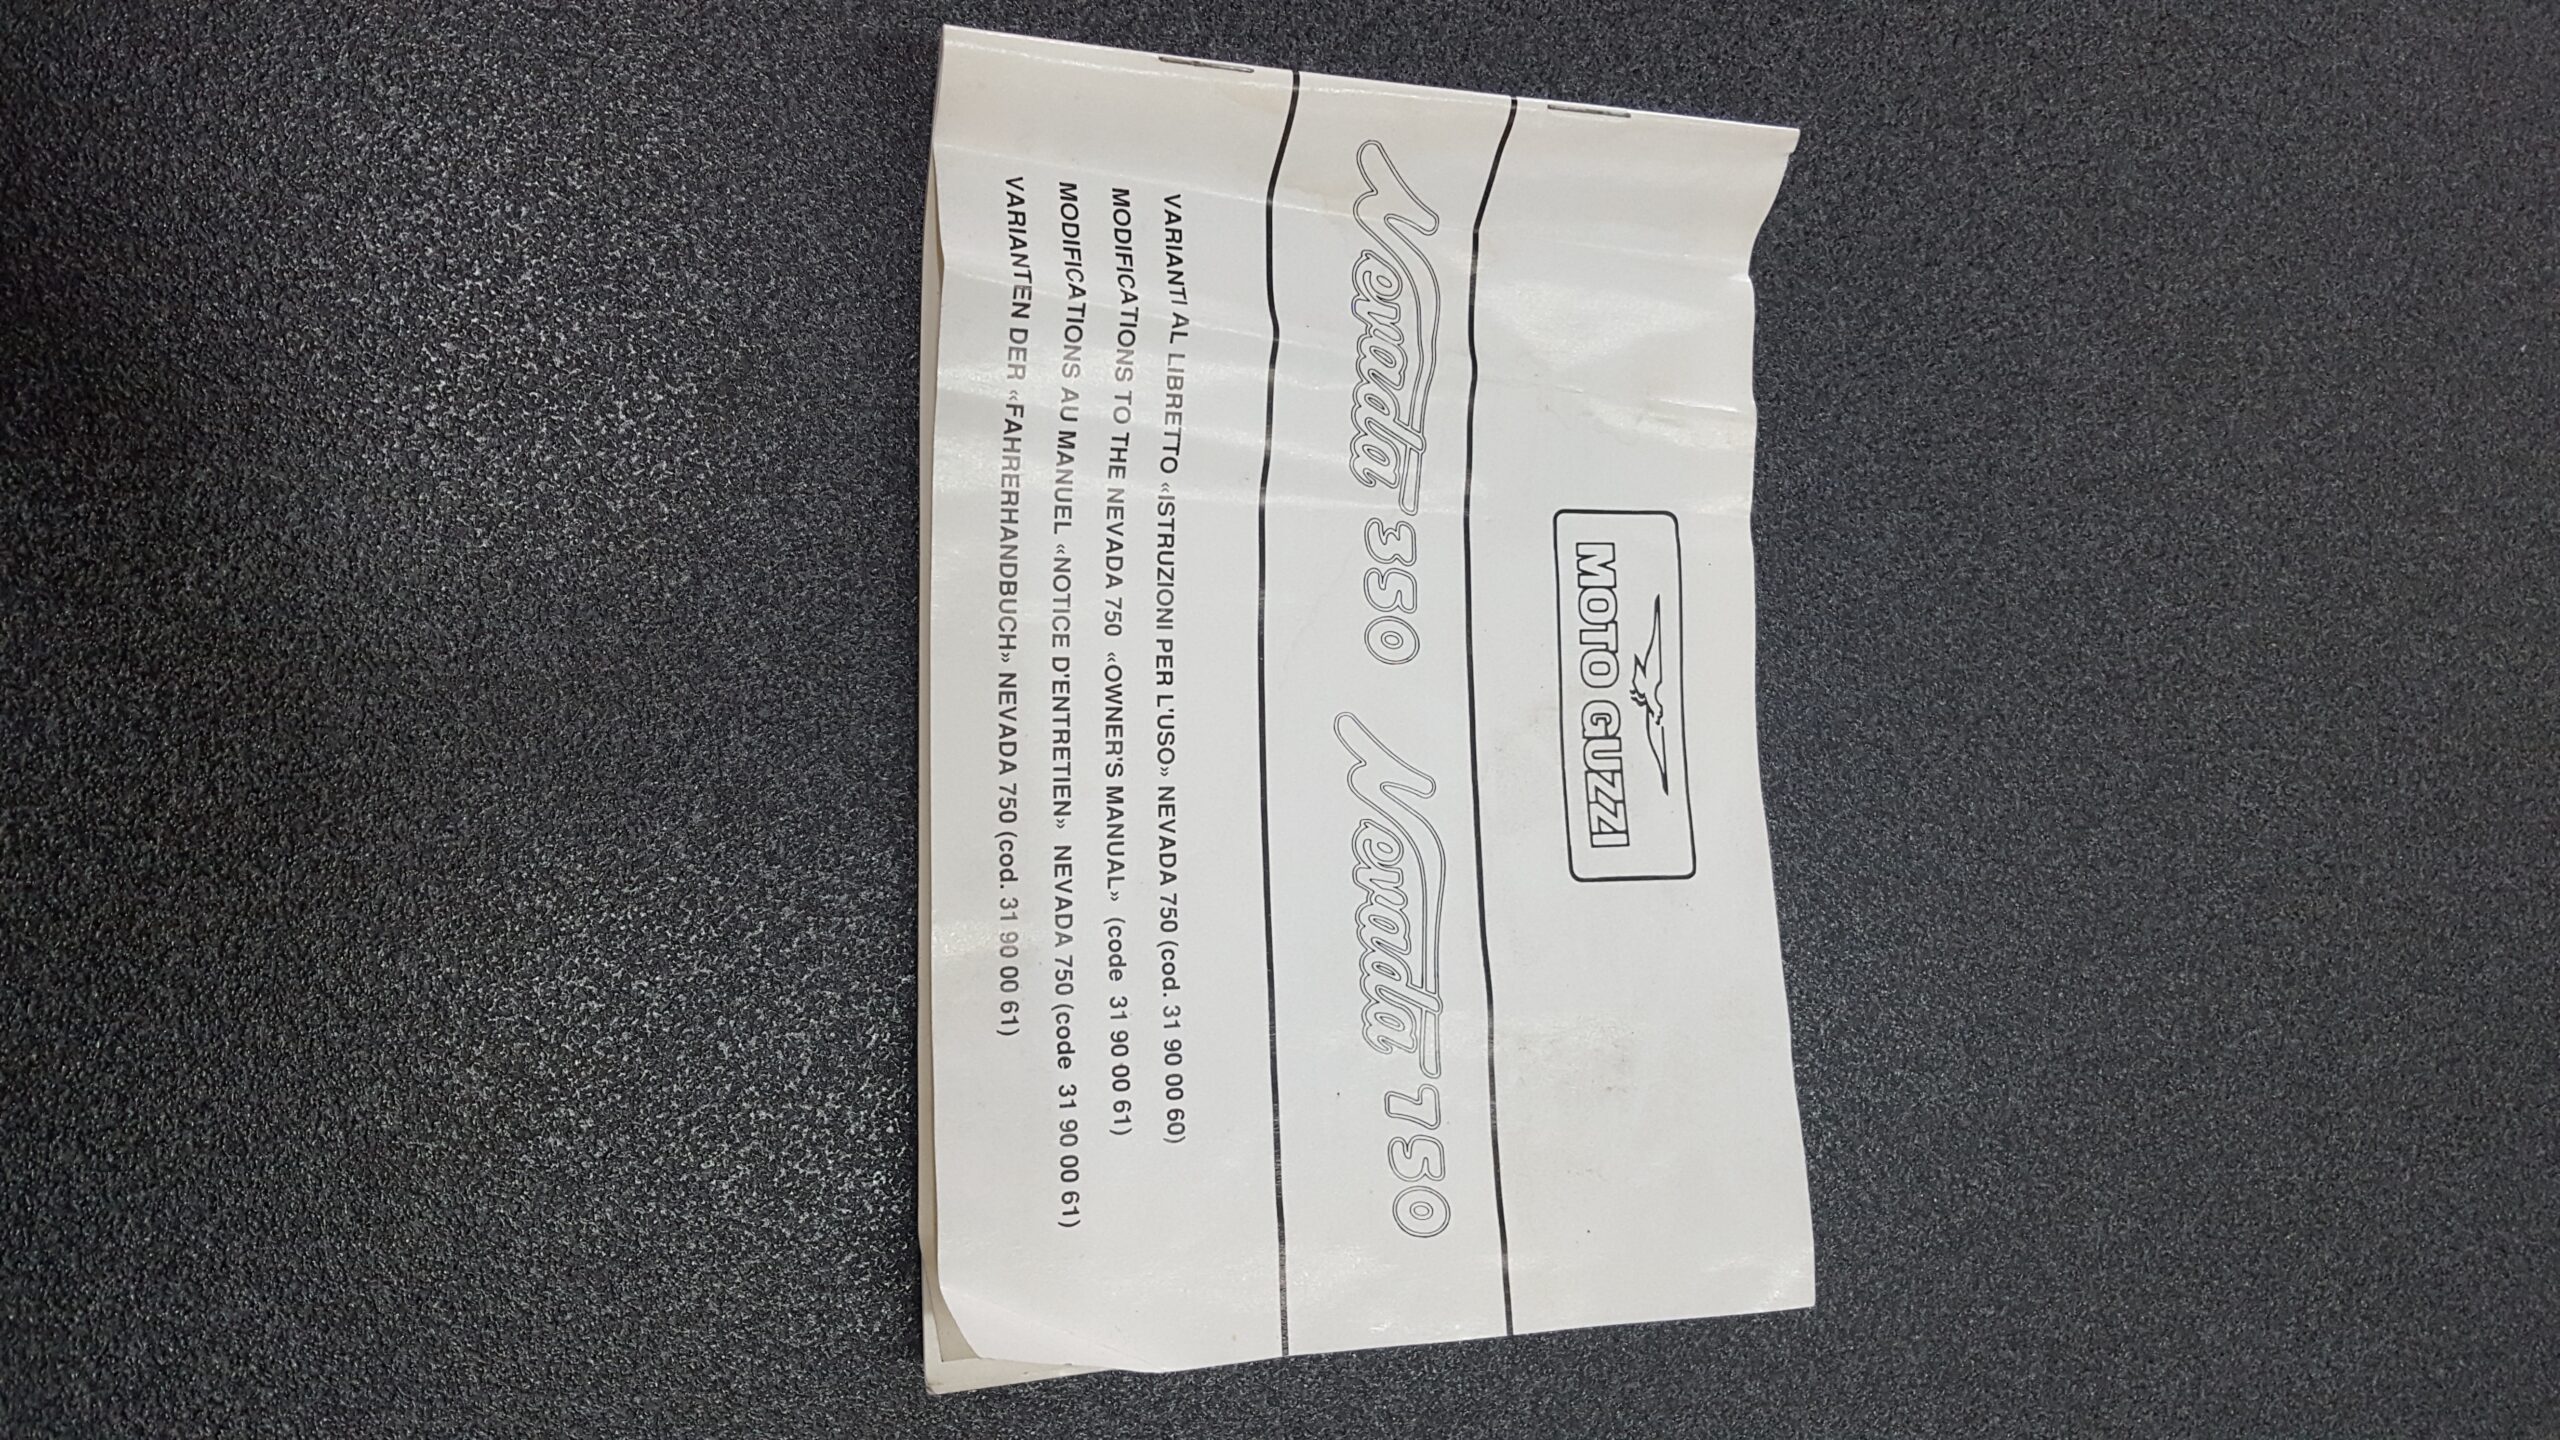 MOTO GUZZI
Nevada 350 Nevada 750
VARIANTI AL LIBRETTO «ISTRUZIONI PER L'USO» NEVADA 750 (cod. 31 90 00 60)
MODIFICATIONS TO THE NEVADA 750 «OWNER'S MANUAL» (code 31 90 00 61)
MODIFICATIONS AU MANUEL «NOTICE D'ENTRETIEN» NEVADA 750 (code 31 90 00 61)
VARIANTEN DER «FAHRERHANDBUCH» NEVADA 750 (cod. 31 90 00 61)